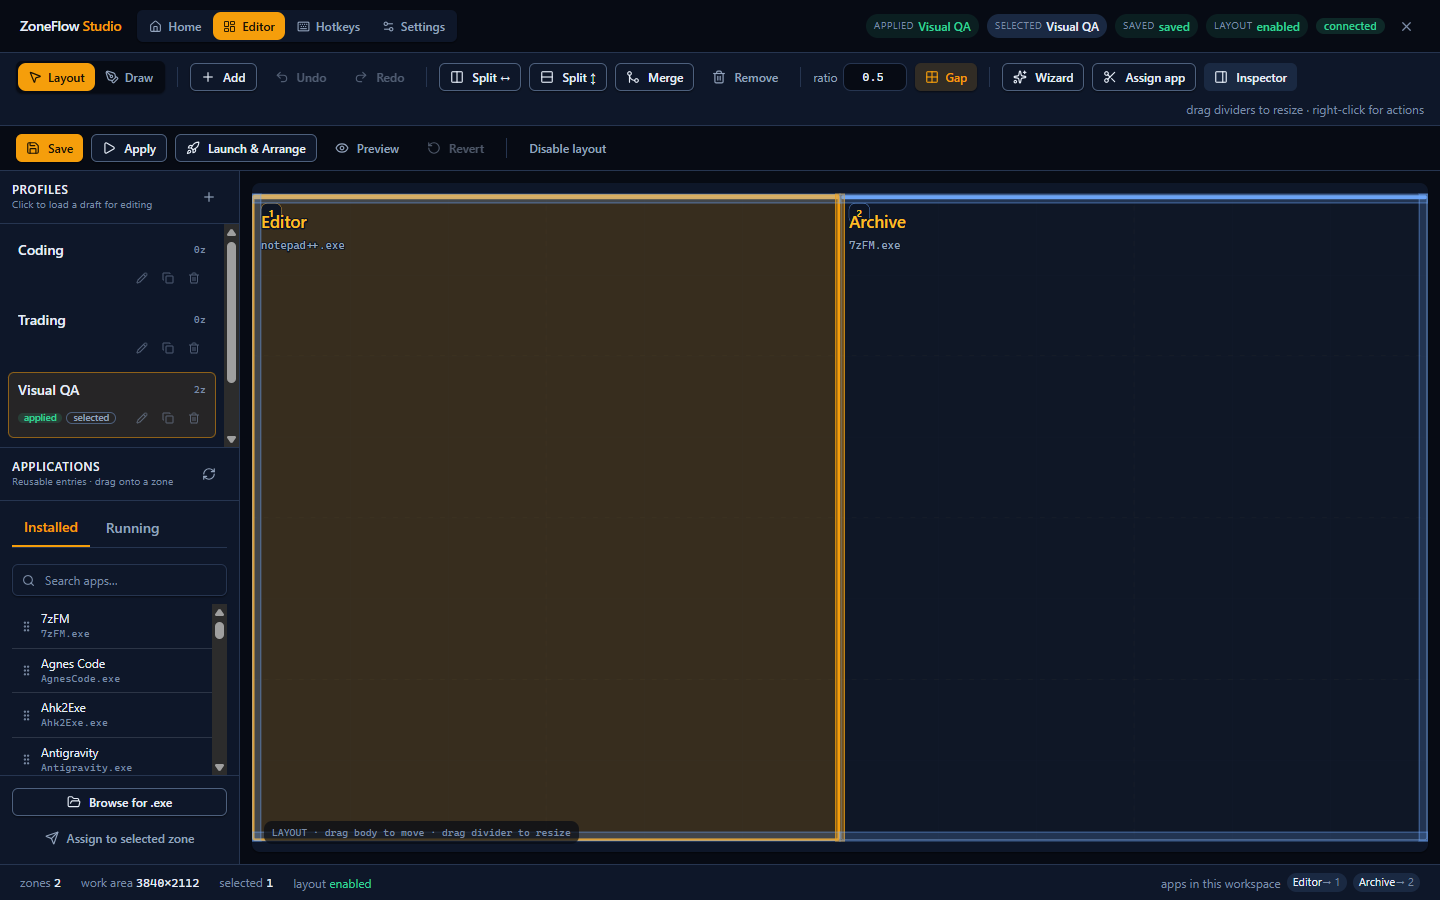 ZoneFlow Studio Home Editor Hotkeys Settings APPLIED Visual QA SELECTED Visual QA SAVED saved LAYOUT enabled connected
Layout Draw Add Undo Redo Split ↔ Split ↕ Merge Remove ratio 0.5 Gap Wizard Assign app Inspector
drag dividers to resize · right-click for actions
Save Apply Launch & Arrange Preview Revert Disable layout
PROFILES
Click to load a draft for editing
Coding 0z
Trading 0z
Visual QA 2z
applied selected
APPLICATIONS
Reusable entries · drag onto a zone
Installed Running
Search apps...
7zFM
7zFM.exe
Agnes Code
AgnesCode.exe
Ahk2Exe
Ahk2Exe.exe
Antigravity
Antigravity.exe
Browse for .exe
Assign to selected zone
1
Editor
notepad++.exe
2
Archive
7zFM.exe
LAYOUT · drag body to move · drag divider to resize
zones 2 work area 3840×2112 selected 1 layout enabled apps in this workspace Editor→ 1 Archive→ 2